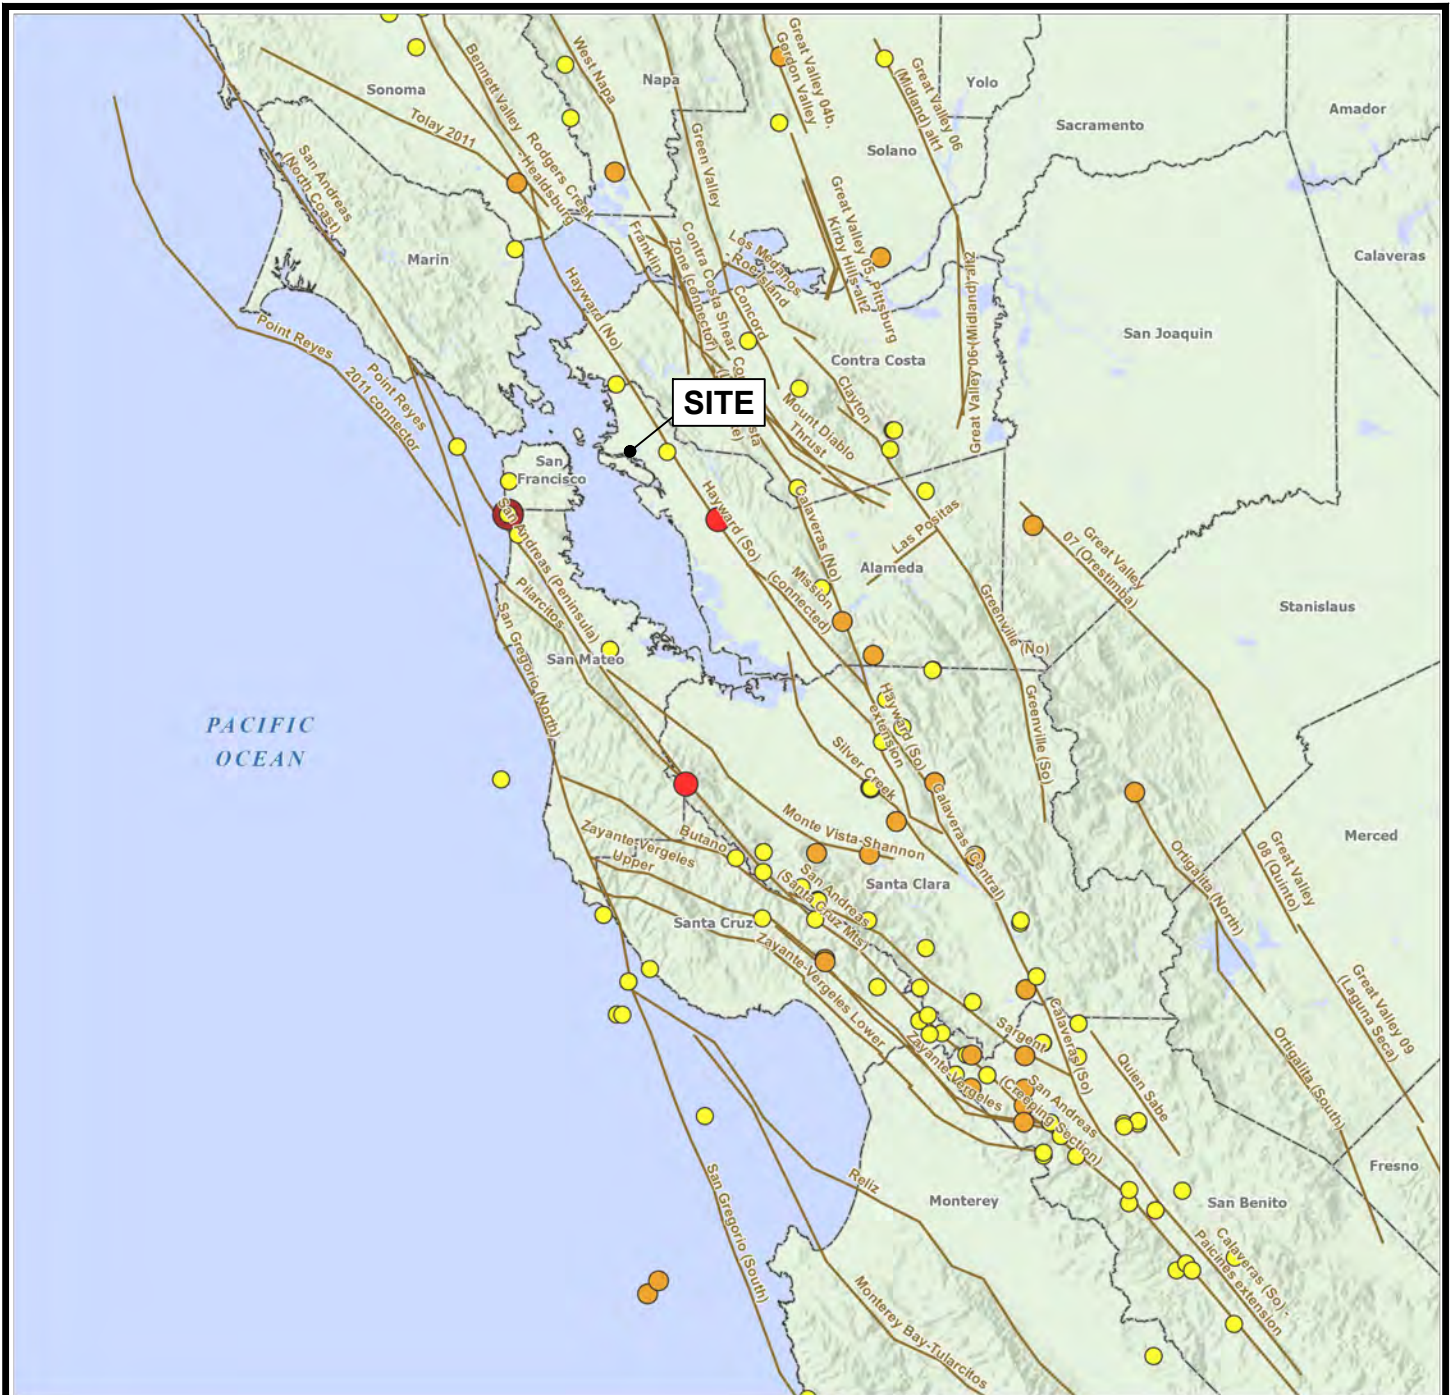 Sonoma
Napa
Yolo
Amador
Sacramento
Solano
Bennett Valley
West Napa
Great Valley 04b,
Gordon Valley
Great Valley 06
(Midland) alt1
Tolay 2011
Rodgers Creek
- Healdsburg
Green Valley
San Andreas
(North Coast)
Marin
Calaveras
Franklin
Contra Costa Shear
Zone (connector)
Los Medanos
- Roe Island
Great Valley 05, Pittsburg
Kirby Hills alt2
Great Valley 06 (Midland) alt2
Hayward (No)
Concord
Contra Costa
San Joaquin
Point Reyes
2011 connector
Point Reyes
Clayton
SITE
Mount Diablo
Thrust
San
Francisco
Hayward (So)
Calaveras (No)
Las Positas
Alameda
San Andreas (Peninsula)
Pilarcitos
Mission
(connected)
Great Valley
07 (Orestimba)
Stanislaus
Greenville (No)
San Gregorio (North)
San Mateo
Greenville (So)
PACIFIC
OCEAN
Hayward (So)
extension
Silver Creek
Calaveras (Central)
Monte Vista-Shannon
Merced
Zayante-Vergeles
Upper
Butano
San Andreas
(Santa Cruz Mts)
Santa Clara
Ortigalita (North)
Great Valley
08 (Quinto)
Santa Cruz
Zayante-Vergeles Lower
Great Valley 09
(Laguna Seca)
Sargent
Calaveras (So)
Zayante-Vergeles
San Andreas
(Creeping Section)
Quien Sabe
Ortigalita (South)
Fresno
San Gregorio (South)
Reliz
Monterey
San Benito
Calaveras (So) -
Paicines extension
Monterey Bay-Tularcitos